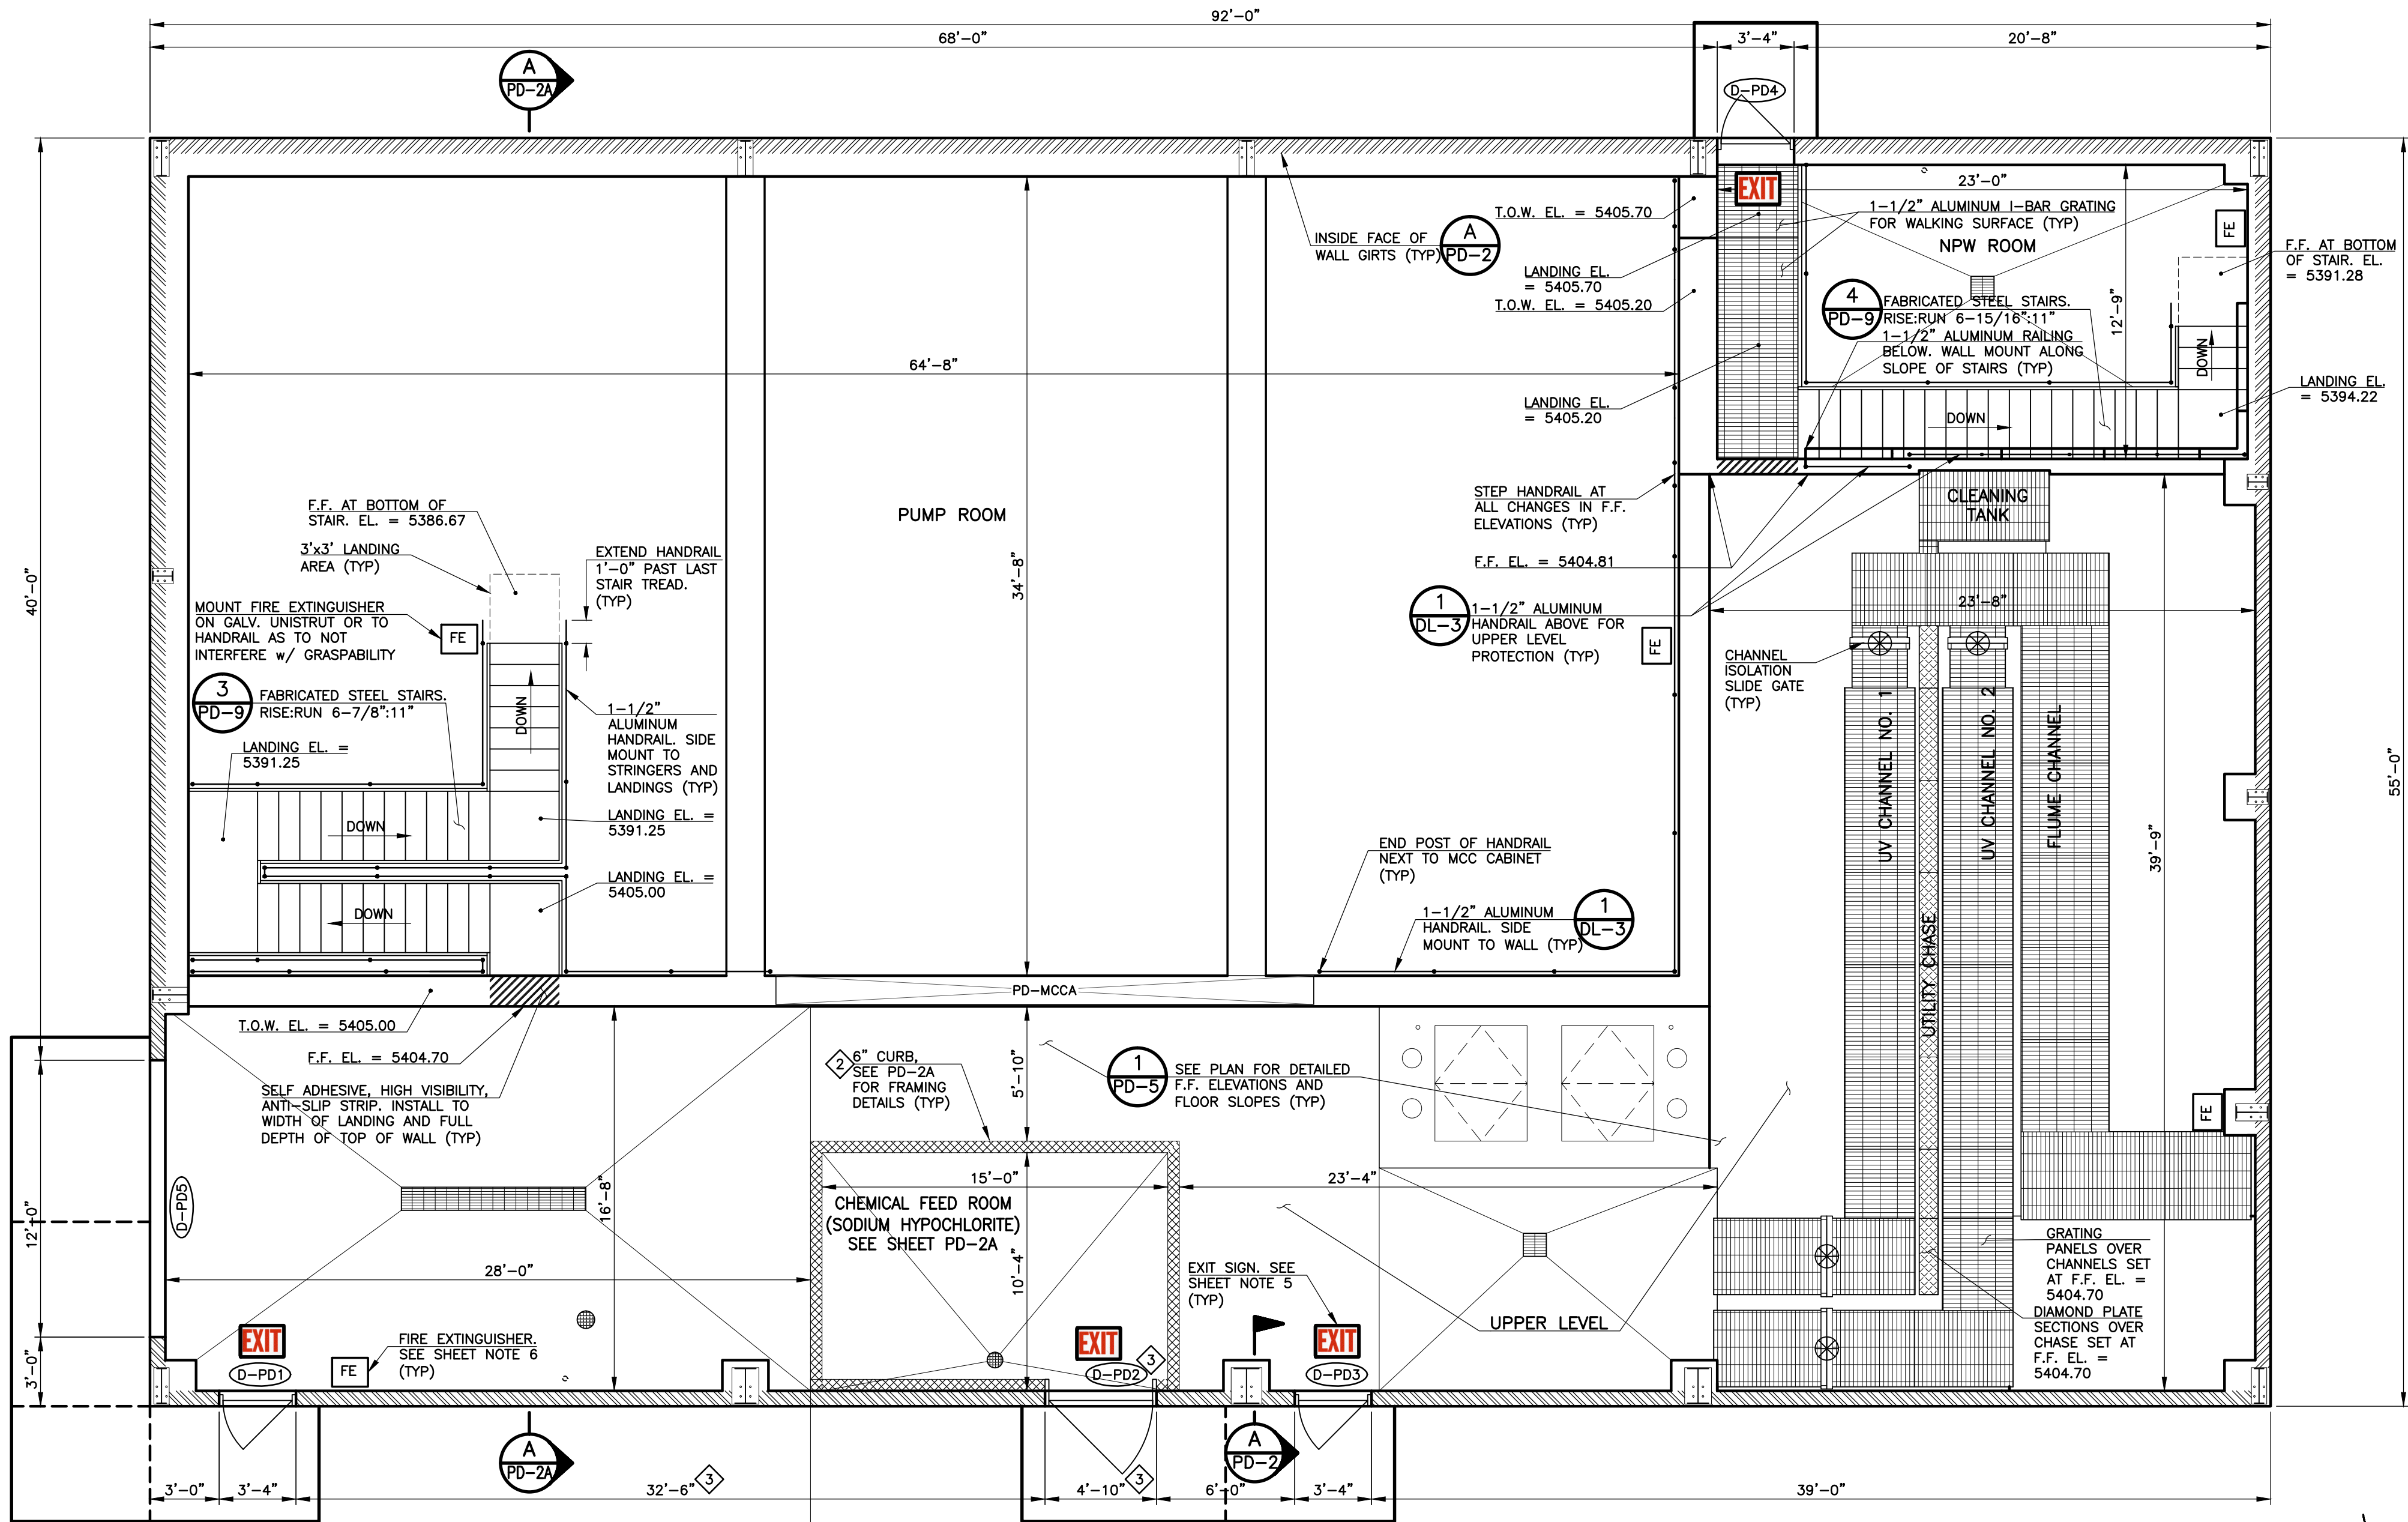 92'-0"
68'-0"
3'-4"
20'-8"
A
PD-2A
D-PD4
EXIT
23'-0"
T.O.W. EL. = 5405.70
1-1/2" ALUMINUM I-BAR GRATING
FOR WALKING SURFACE (TYP)
NPW ROOM
FE
INSIDE FACE OF
WALL GIRTS (TYP)
A
PD-2
F.F. AT BOTTOM
OF STAIR. EL.
= 5391.28
LANDING EL.
= 5405.70
T.O.W. EL. = 5405.20
4
PD-9
FABRICATED STEEL STAIRS.
RISE:RUN 6-15/16":11"
1-1/2" ALUMINUM RAILING
BELOW. WALL MOUNT ALONG
SLOPE OF STAIRS (TYP)
12'-9"
DOWN
64'-8"
LANDING EL.
= 5394.22
LANDING EL.
= 5405.20
DOWN
F.F. AT BOTTOM OF
STAIR. EL. = 5386.67
PUMP ROOM
STEP HANDRAIL AT
ALL CHANGES IN F.F.
ELEVATIONS (TYP)
CLEANING
TANK
3'x3' LANDING
AREA (TYP)
EXTEND HANDRAIL
1'-0" PAST LAST
STAIR TREAD.
(TYP)
34'-8"
F.F. EL. = 5404.81
40'-0"
MOUNT FIRE EXTINGUISHER
ON GALV. UNISTRUT OR TO
HANDRAIL AS TO NOT
INTERFERE w/ GRASPABILITY
FE
1
DL-3
1-1/2" ALUMINUM
HANDRAIL ABOVE FOR
UPPER LEVEL
PROTECTION (TYP)
FE
23'-8"
CHANNEL
ISOLATION
SLIDE GATE
(TYP)
3
PD-9
FABRICATED STEEL STAIRS.
RISE:RUN 6-7/8":11"
DOWN
1-1/2"
ALUMINUM
HANDRAIL. SIDE
MOUNT TO
STRINGERS AND
LANDINGS (TYP)
LANDING EL. =
5391.25
UV CHANNEL NO. 1
UV CHANNEL NO. 2
FLUME CHANNEL
55'-0"
LANDING EL. =
5391.25
DOWN
END POST OF HANDRAIL
NEXT TO MCC CABINET
(TYP)
39'-9"
LANDING EL. =
5405.00
DOWN
1-1/2" ALUMINUM
HANDRAIL. SIDE
MOUNT TO WALL (TYP)
1
DL-3
UTILITY CHASE
PD-MCCA
T.O.W. EL. = 5405.00
F.F. EL. = 5404.70
SELF ADHESIVE, HIGH VISIBILITY,
ANTI-SLIP STRIP. INSTALL TO
WIDTH OF LANDING AND FULL
DEPTH OF TOP OF WALL (TYP)
2
6" CURB,
SEE PD-2A
FOR FRAMING
DETAILS (TYP)
5'-10"
1
PD-5
SEE PLAN FOR DETAILED
F.F. ELEVATIONS AND
FLOOR SLOPES (TYP)
FE
12'-0"
D-PD5
16'-8"
15'-0"
23'-4"
CHEMICAL FEED ROOM
(SODIUM HYPOCHLORITE)
SEE SHEET PD-2A
10'-4"
28'-0"
EXIT SIGN. SEE
SHEET NOTE 5
(TYP)
GRATING
PANELS OVER
CHANNELS SET
AT F.F. EL. =
5404.70
DIAMOND PLATE
SECTIONS OVER
CHASE SET AT
F.F. EL. =
5404.70
UPPER LEVEL
3'-0"
EXIT
D-PD1
FE
FIRE EXTINGUISHER.
SEE SHEET NOTE 6
(TYP)
EXIT
D-PD2
3
EXIT
D-PD3
A
PD-2A
A
PD-2
3'-0"
3'-4"
32'-6"
3
4'-10"
3
6'-0"
3'-4"
39'-0"